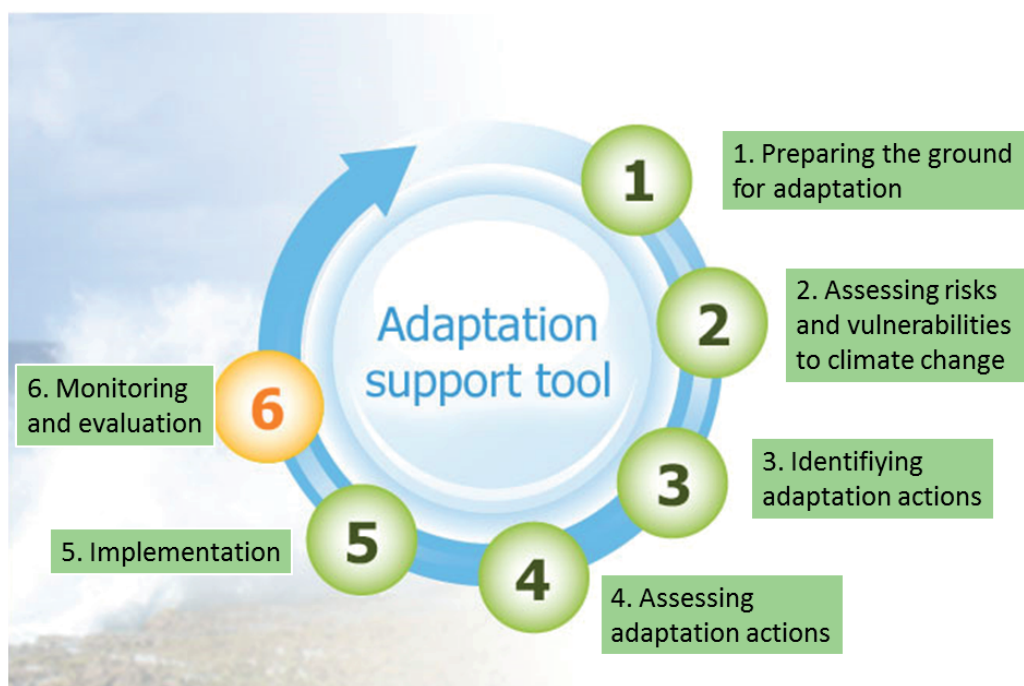 Adaptation
support tool
1
1. Preparing the ground
for adaptation
2
2. Assessing risks
and vulnerabilities
to climate change
3
3. Identifiying
adaptation actions
4
4. Assessing
adaptation actions
5
5. Implementation
6
6. Monitoring
and evaluation